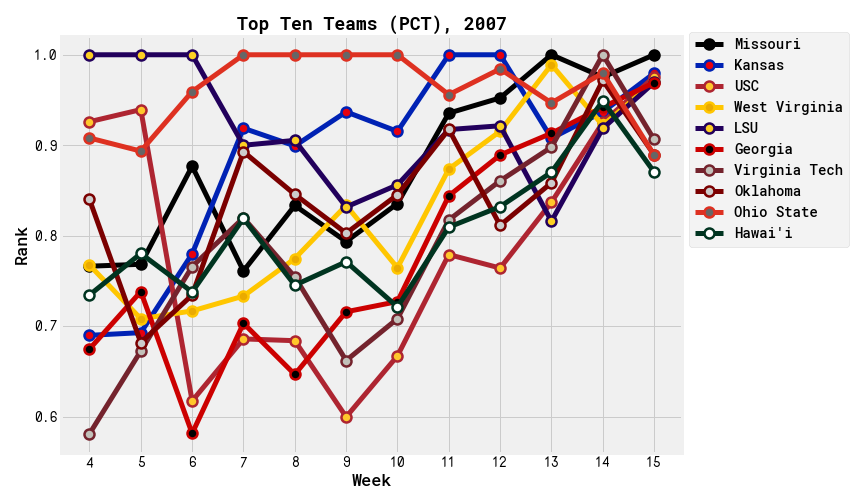 Top Ten Teams (PCT), 2007
1.0
0.9
0.8
0.7
0.6
Rank
4 5 6 7 8 9 10 11 12 13 14 15
Week
Missouri
Kansas
USC
West Virginia
LSU
Georgia
Virginia Tech
Oklahoma
Ohio State
Hawai'i